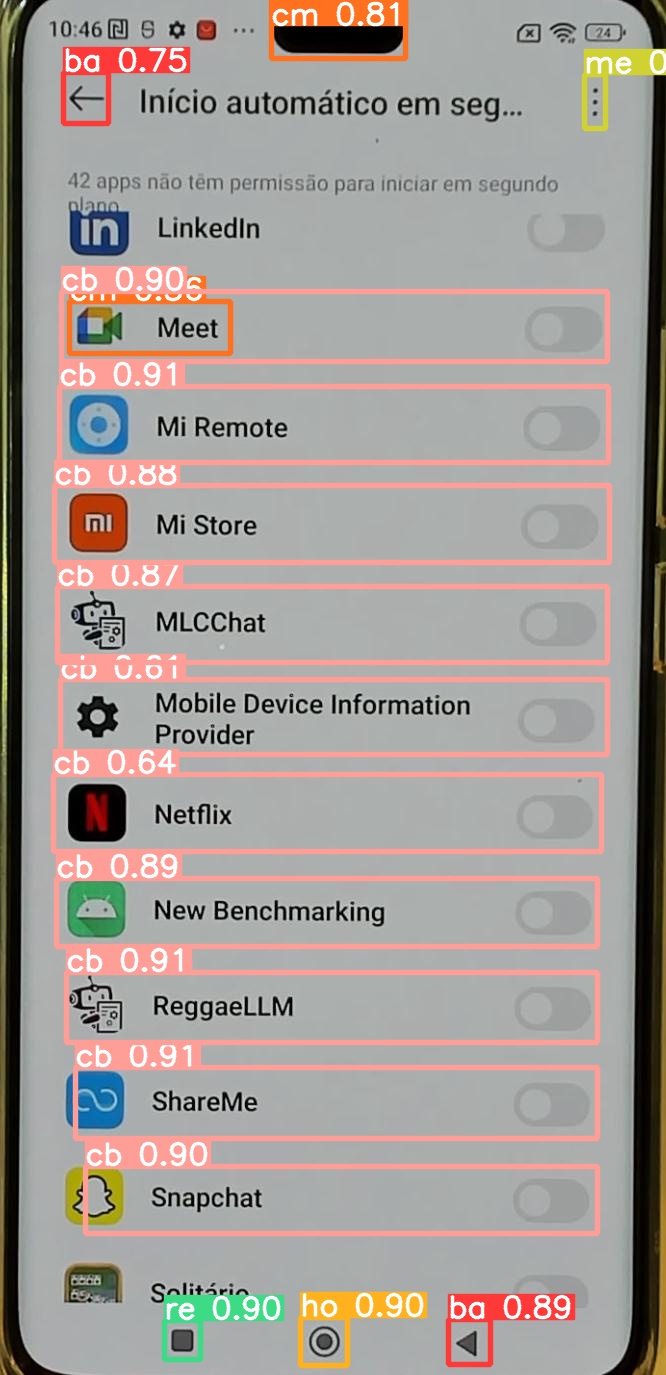 cm 0.81
10:46 ... 24
ba 0.75
me 0
Início automático em seg...
42 apps não têm permissão para iniciar em segundo
plano
in LinkedIn
cb 0.90
Meet
cb 0.91
Mi Remote
cb 0.88
mi Mi Store
cb 0.87
MLCChat
cb 0.61
Mobile Device Information
Provider
cb 0.64
N Netflix
cb 0.89
New Benchmarking
cb 0.91
ReggaeLLM
cb 0.91
ShareMe
cb 0.90
Snapchat
Solitário
re 0.90 ho 0.90 ba 0.89